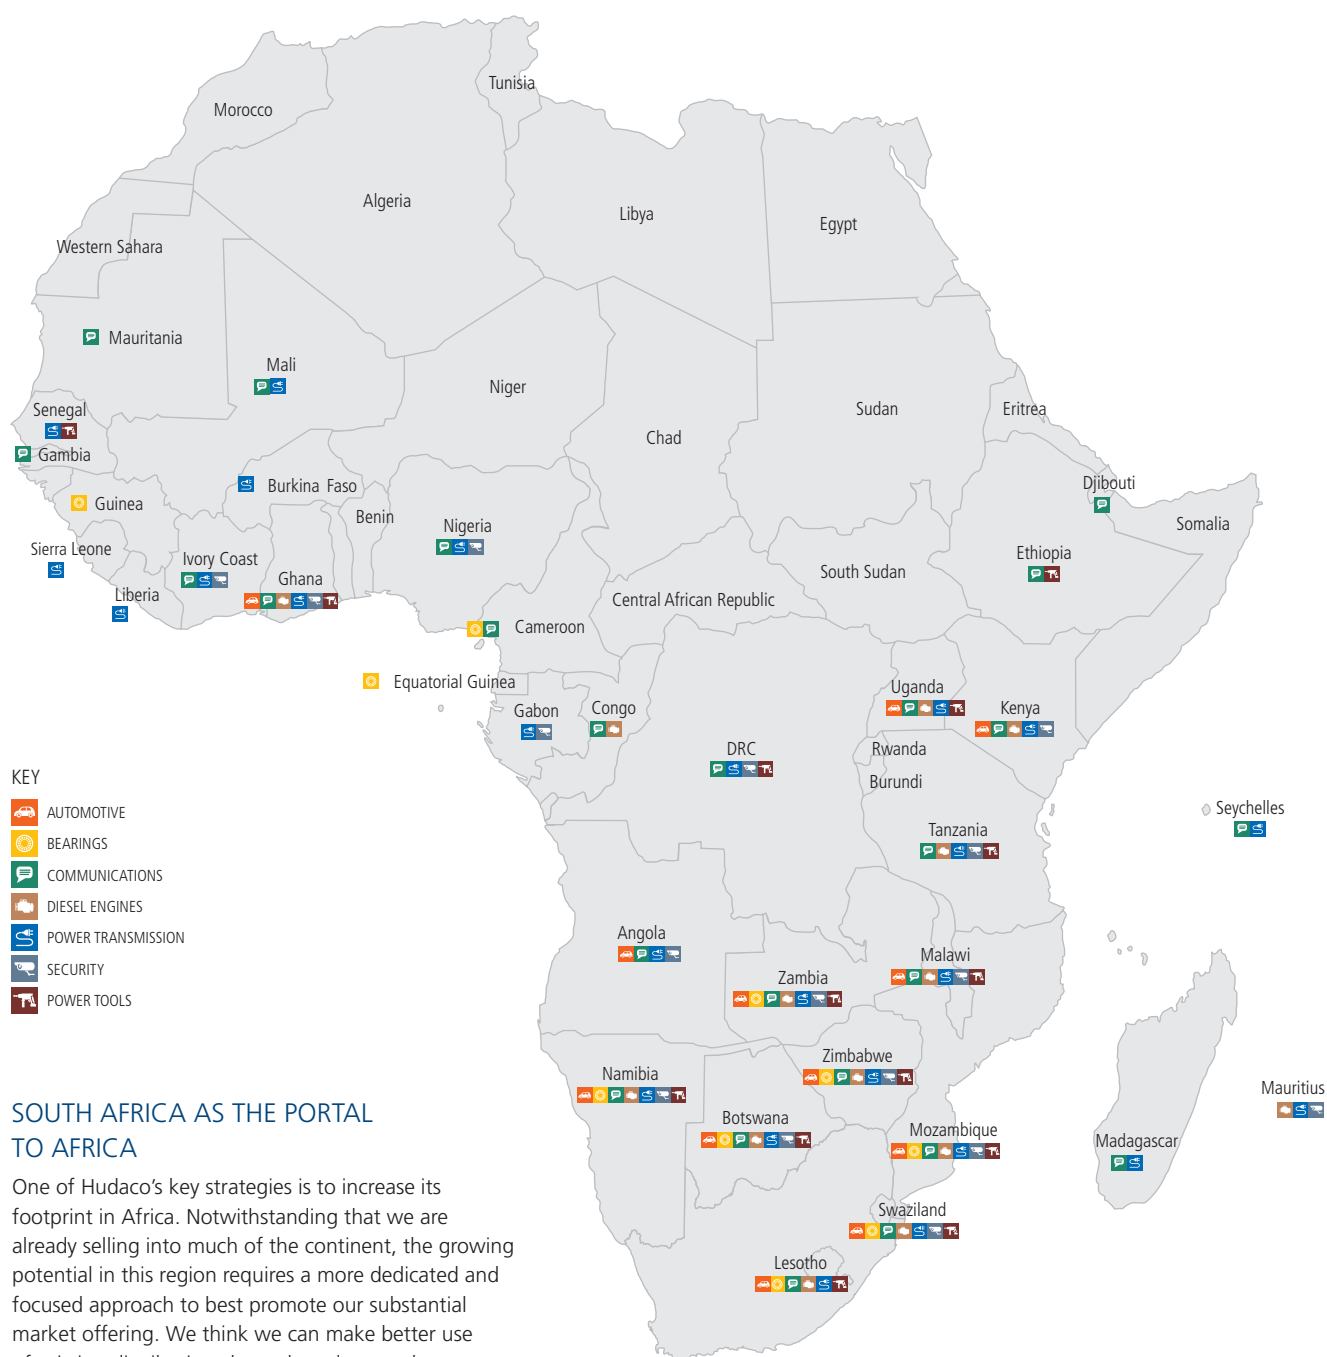 Tunisia
Morocco
Algeria
Libya
Egypt
Western Sahara
Mauritania
Mali
Niger
Senegal
Chad
Sudan
Eritrea
Gambia
Burkina Faso
Djibouti
Guinea
Benin
Nigeria
Somalia
Sierra Leone
Ivory Coast
Ghana
Ethiopia
South Sudan
Liberia
Central African Republic
Cameroon
Equatorial Guinea
Uganda
Gabon
Congo
Kenya
DRC
Rwanda
Burundi
Seychelles
Tanzania
Angola
Malawi
Zambia
Zimbabwe
Namibia
Mauritius
Botswana
Mozambique
Madagascar
Swaziland
Lesotho
KEY
AUTOMOTIVE
BEARINGS
COMMUNICATIONS
DIESEL ENGINES
POWER TRANSMISSION
SECURITY
POWER TOOLS
SOUTH AFRICA AS THE PORTAL
TO AFRICA
One of Hudaco’s key strategies is to increase its
footprint in Africa. Notwithstanding that we are
already selling into much of the continent, the growing
potential in this region requires a more dedicated and
focused approach to best promote our substantial
market offering. We think we can make better use